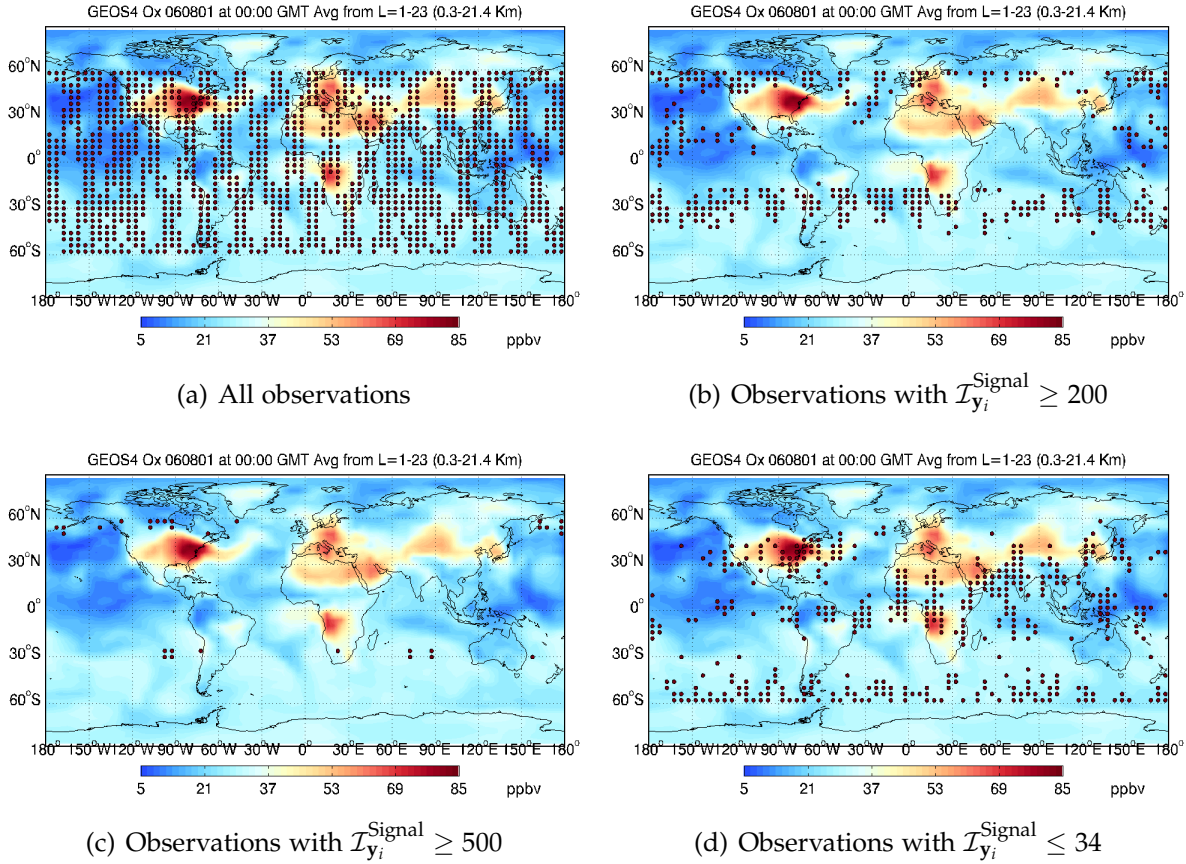 GEOS4 Ox 060801 at 00:00 GMT Avg from L=1-23 (0.3-21.4 Km)
60°N
30°N
0°
30°S
60°S
180° 150°W 120°W 90°W 60°W 30°W 0° 30°E 60°E 90°E 120°E 150°E 180°
5 21 37 53 69 85 ppbv
(a) All observations
GEOS4 Ox 060801 at 00:00 GMT Avg from L=1-23 (0.3-21.4 Km)
60°N
30°N
0°
30°S
60°S
180° 150°W 120°W 90°W 60°W 30°W 0° 30°E 60°E 90°E 120°E 150°E 180°
5 21 37 53 69 85 ppbv
(b) Observations with $\mathcal{I}_{\mathbf{y}_i}^{\text{Signal}} \geq 200$
GEOS4 Ox 060801 at 00:00 GMT Avg from L=1-23 (0.3-21.4 Km)
60°N
30°N
0°
30°S
60°S
180° 150°W 120°W 90°W 60°W 30°W 0° 30°E 60°E 90°E 120°E 150°E 180°
5 21 37 53 69 85 ppbv
(c) Observations with $\mathcal{I}_{\mathbf{y}_i}^{\text{Signal}} \geq 500$
GEOS4 Ox 060801 at 00:00 GMT Avg from L=1-23 (0.3-21.4 Km)
60°N
30°N
0°
30°S
60°S
180° 150°W 120°W 90°W 60°W 30°W 0° 30°E 60°E 90°E 120°E 150°E 180°
5 21 37 53 69 85 ppbv
(d) Observations with $\mathcal{I}_{\mathbf{y}_i}^{\text{Signal}} \leq 34$